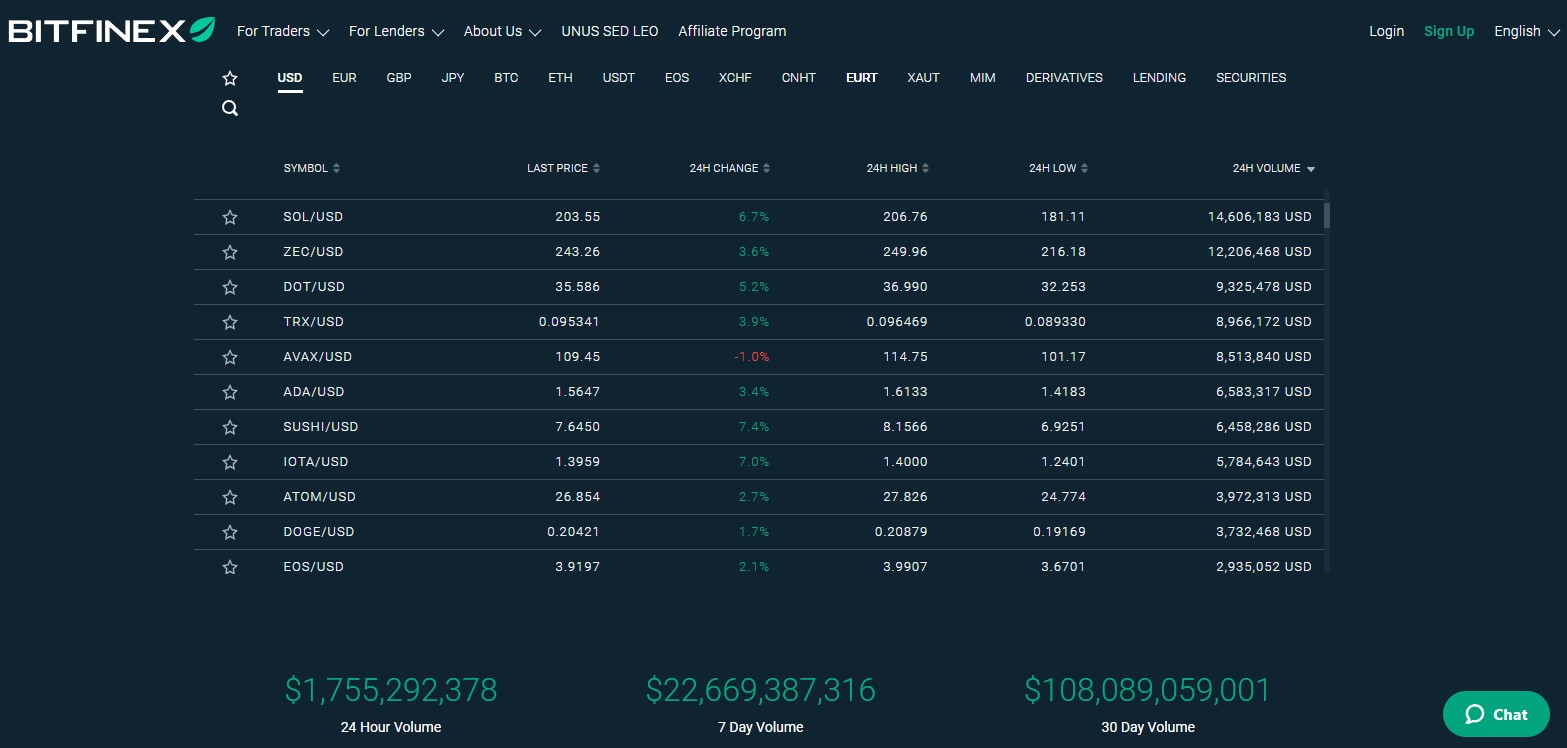 BITFINEX For Traders For Lenders About Us UNUS SED LEO Affiliate Program Login Sign Up English
USD EUR GBP JPY BTC ETH USDT EOS XCHF CNHT EURT XAUT MIM DERIVATIVES LENDING SECURITIES
SYMBOL LAST PRICE 24H CHANGE 24H HIGH 24H LOW 24H VOLUME
SOL/USD 203.55 6.7% 206.76 181.11 14,606,183 USD
ZEC/USD 243.26 3.6% 249.96 216.18 12,206,468 USD
DOT/USD 35.586 5.2% 36.990 32.253 9,325,478 USD
TRX/USD 0.095341 3.9% 0.096469 0.089330 8,966,172 USD
AVAX/USD 109.45 -1.0% 114.75 101.17 8,513,840 USD
ADA/USD 1.5647 3.4% 1.6133 1.4183 6,583,317 USD
SUSHI/USD 7.6450 7.4% 8.1566 6.9251 6,458,286 USD
IOTA/USD 1.3959 7.0% 1.4000 1.2401 5,784,643 USD
ATOM/USD 26.854 2.7% 27.826 24.774 3,972,313 USD
DOGE/USD 0.20421 1.7% 0.20879 0.19169 3,732,468 USD
EOS/USD 3.9197 2.1% 3.9907 3.6701 2,935,052 USD
$1,755,292,378 $22,669,387,316 $108,089,059,001
24 Hour Volume 7 Day Volume 30 Day Volume
Chat